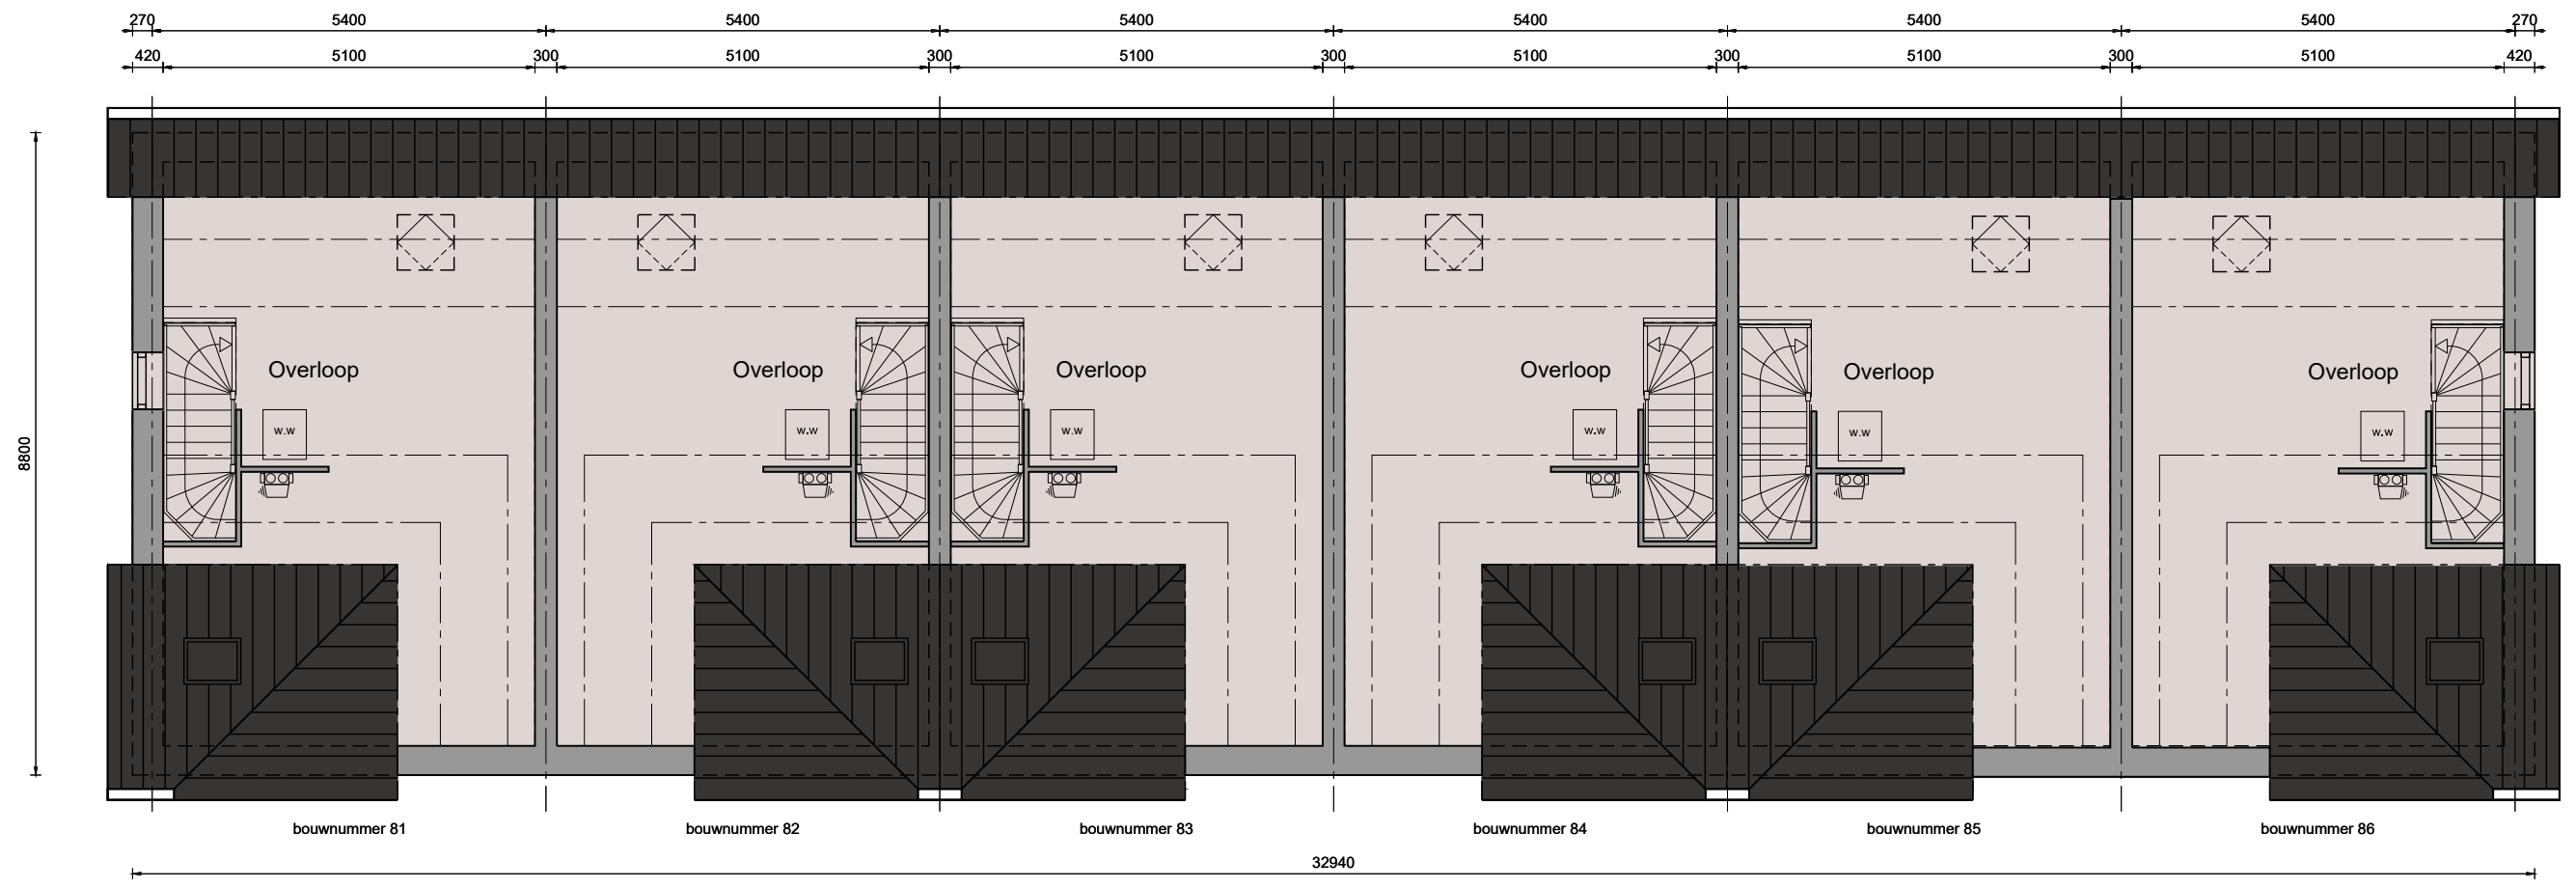 270 5400 5400 5400 5400 5400 5400 270
420 5100 300 5100 300 5100 300 5100 300 5100 300 5100 420
Overloop Overloop Overloop Overloop Overloop Overloop
w.w w.w w.w w.w w.w w.w
8800
bouwnummer 81 bouwnummer 82 bouwnummer 83 bouwnummer 84 bouwnummer 85 bouwnummer 86
32940